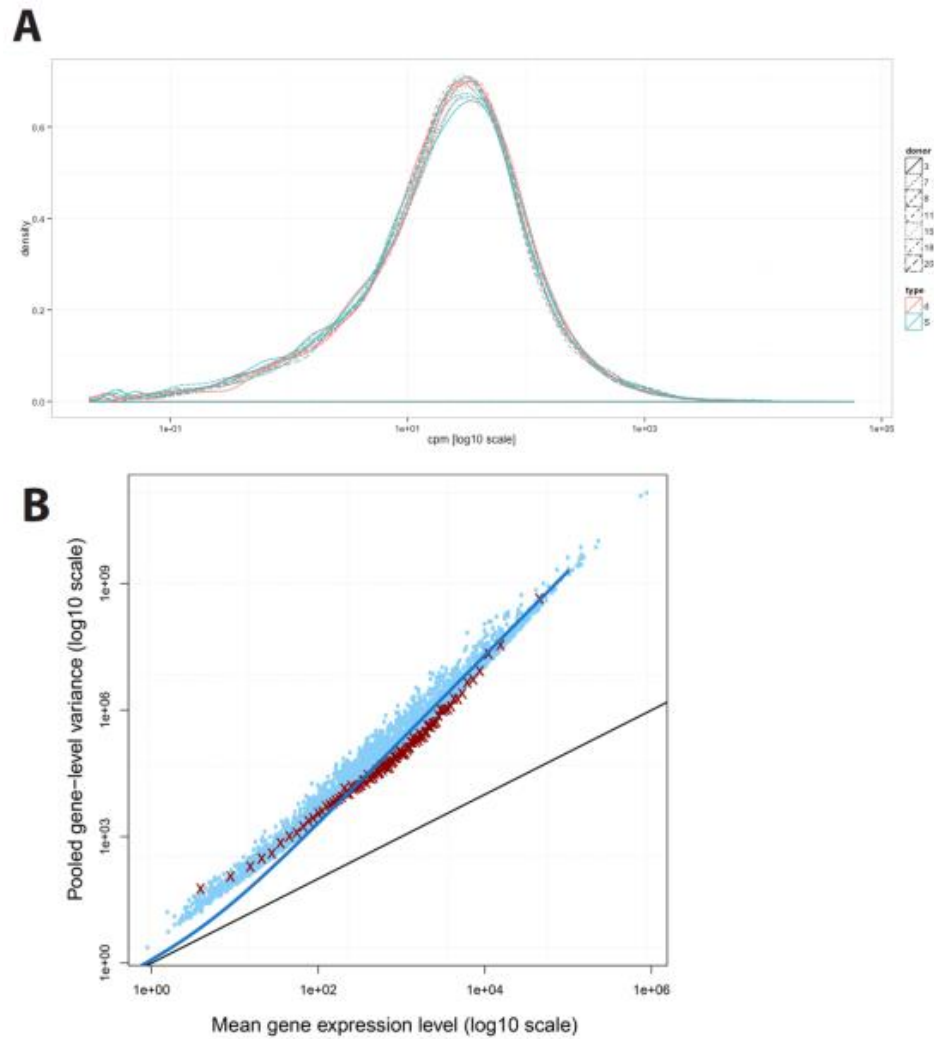 A
0.6
0.4
density
0.2
0.0
1e-01
1e+01
1e+03
1e+05
cpm [log10 scale]
donor
3
7
8
11
15
18
20
type
4
5
B
Pooled gene-level variance (log10 scale)
1e+09
1e+06
1e+03
1e+00
1e+00
1e+02
1e+04
1e+06
Mean gene expression level (log10 scale)